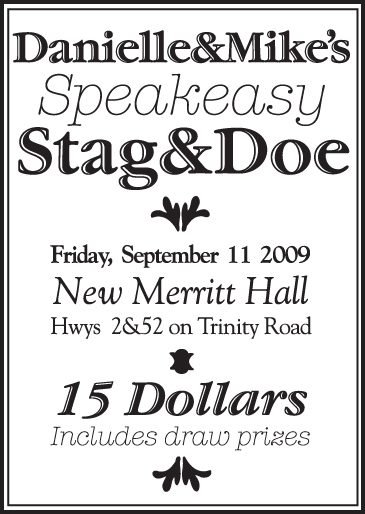 Danielle&Mike's
Speakeasy
Stag&Doe
Friday, September 11 2009
New Merritt Hall
Hwys 2&52 on Trinity Road
15 Dollars
Includes draw prizes